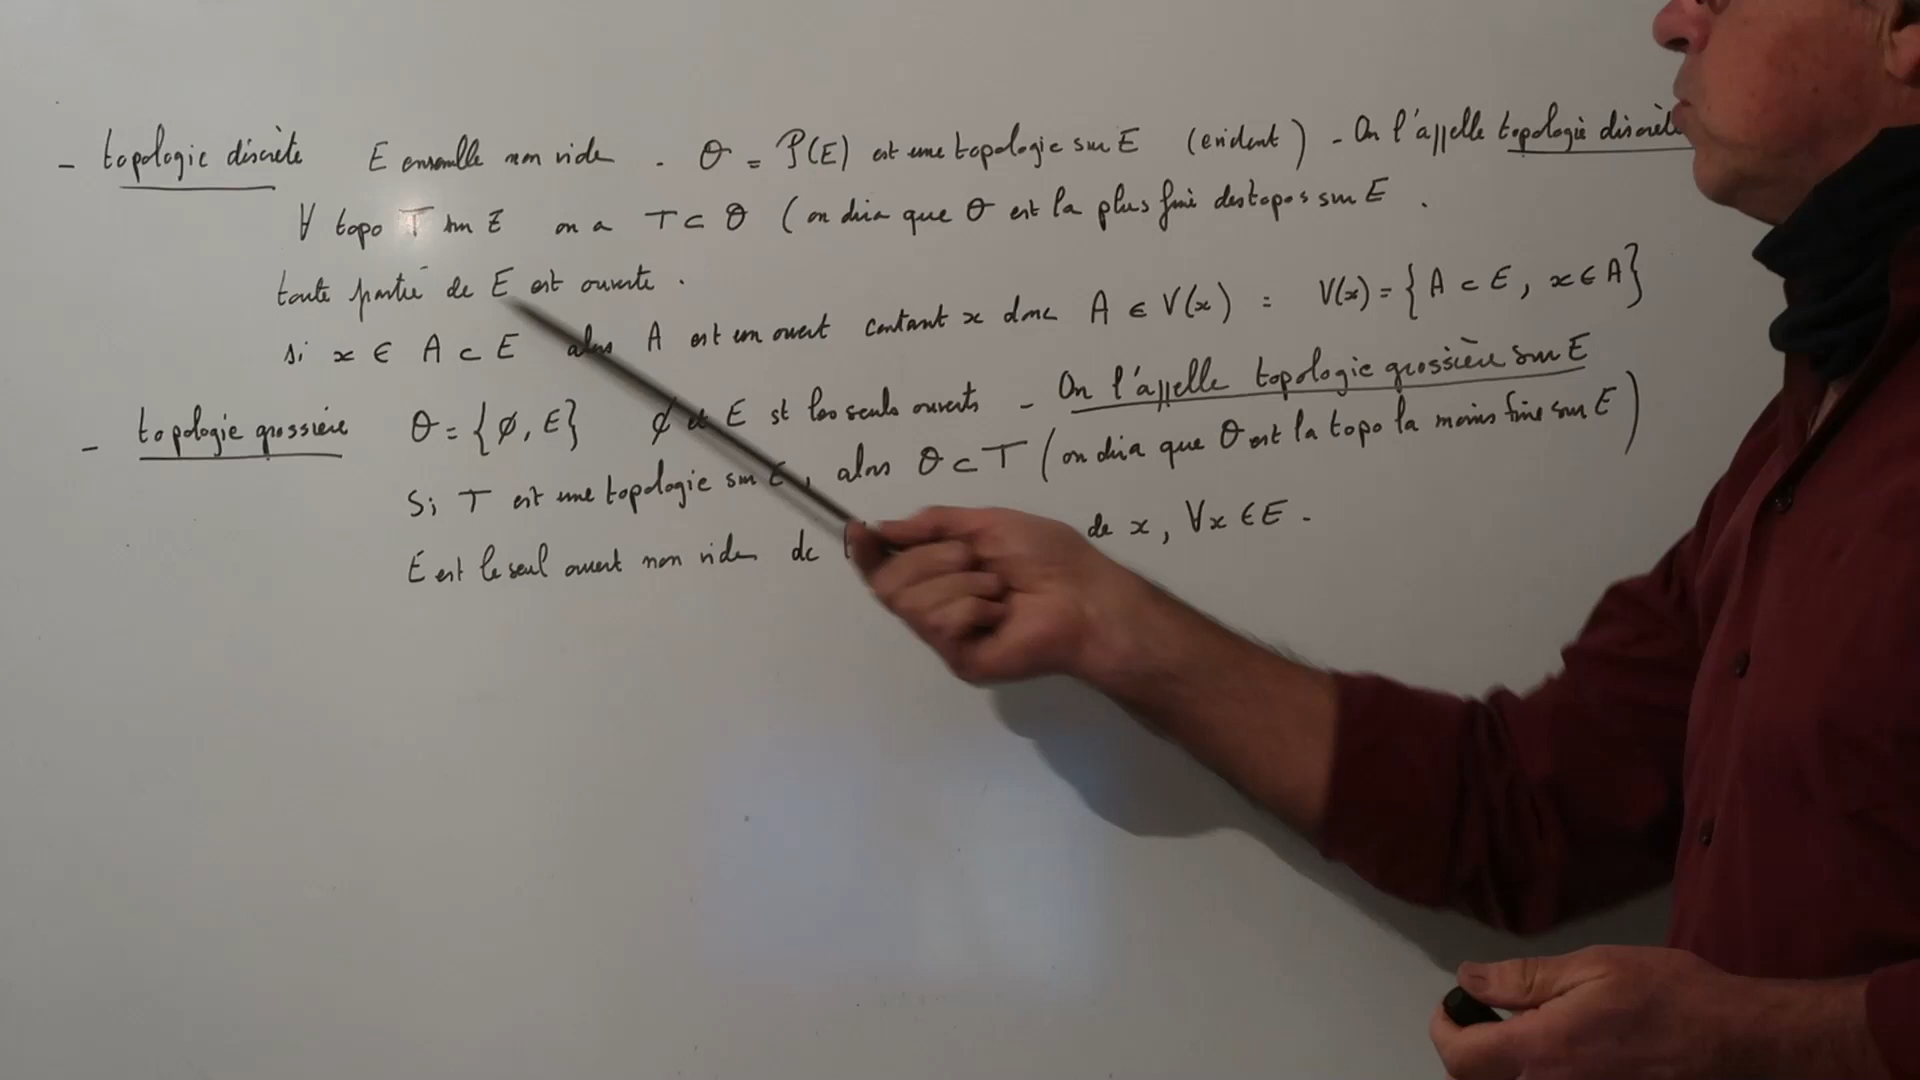 - topologie discrète E ensemble non vide . θ = P(E) est une topologie sur E (evident) - On l'appelle topologie discrète
∀ topo T sur E on a T ⊂ θ (on dira que θ est la plus fine des topos sur E .
toute partie de E est ouverte .
si x ∈ A ⊂ E alors A est un ouvert contant x donc A ∈ V(x) : V(x) = {A ⊂ E, x ∈ A}
- topologie grossière θ = {∅, E} ∅ et E st les seuls ouverts - On l'appelle topologie grossière sur E
Si T est une topologie sur E, alors θ ⊂ T (on dira que θ est la topo la moins fine sur E)
E est le seul ouvert non vide de de x, ∀x ∈ E .